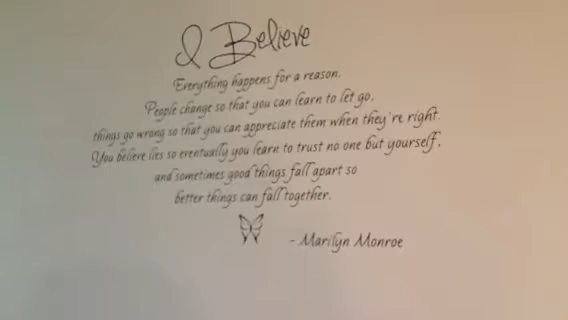 I Believe
Everything happens for a reason.
People change so that you can learn to let go,
things go wrong so that you can appreciate them when they're right.
You believe lies so eventually you learn to trust no one but yourself,
and sometimes good things fall apart so
better things can fall together.
- Marilyn Monroe